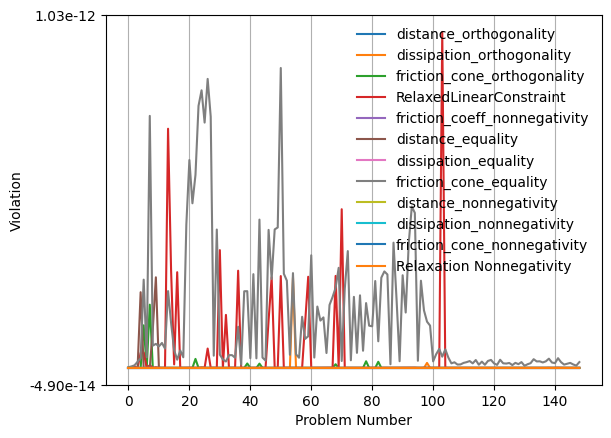 1.03e-12
distance_orthogonality
dissipation_orthogonality
friction_cone_orthogonality
RelaxedLinearConstraint
friction_coeff_nonnegativity
distance_equality
dissipation_equality
friction_cone_equality
distance_nonnegativity
dissipation_nonnegativity
friction_cone_nonnegativity
Relaxation Nonnegativity
Violation
-4.90e-14
0 20 40 60 80 100 120 140
Problem Number